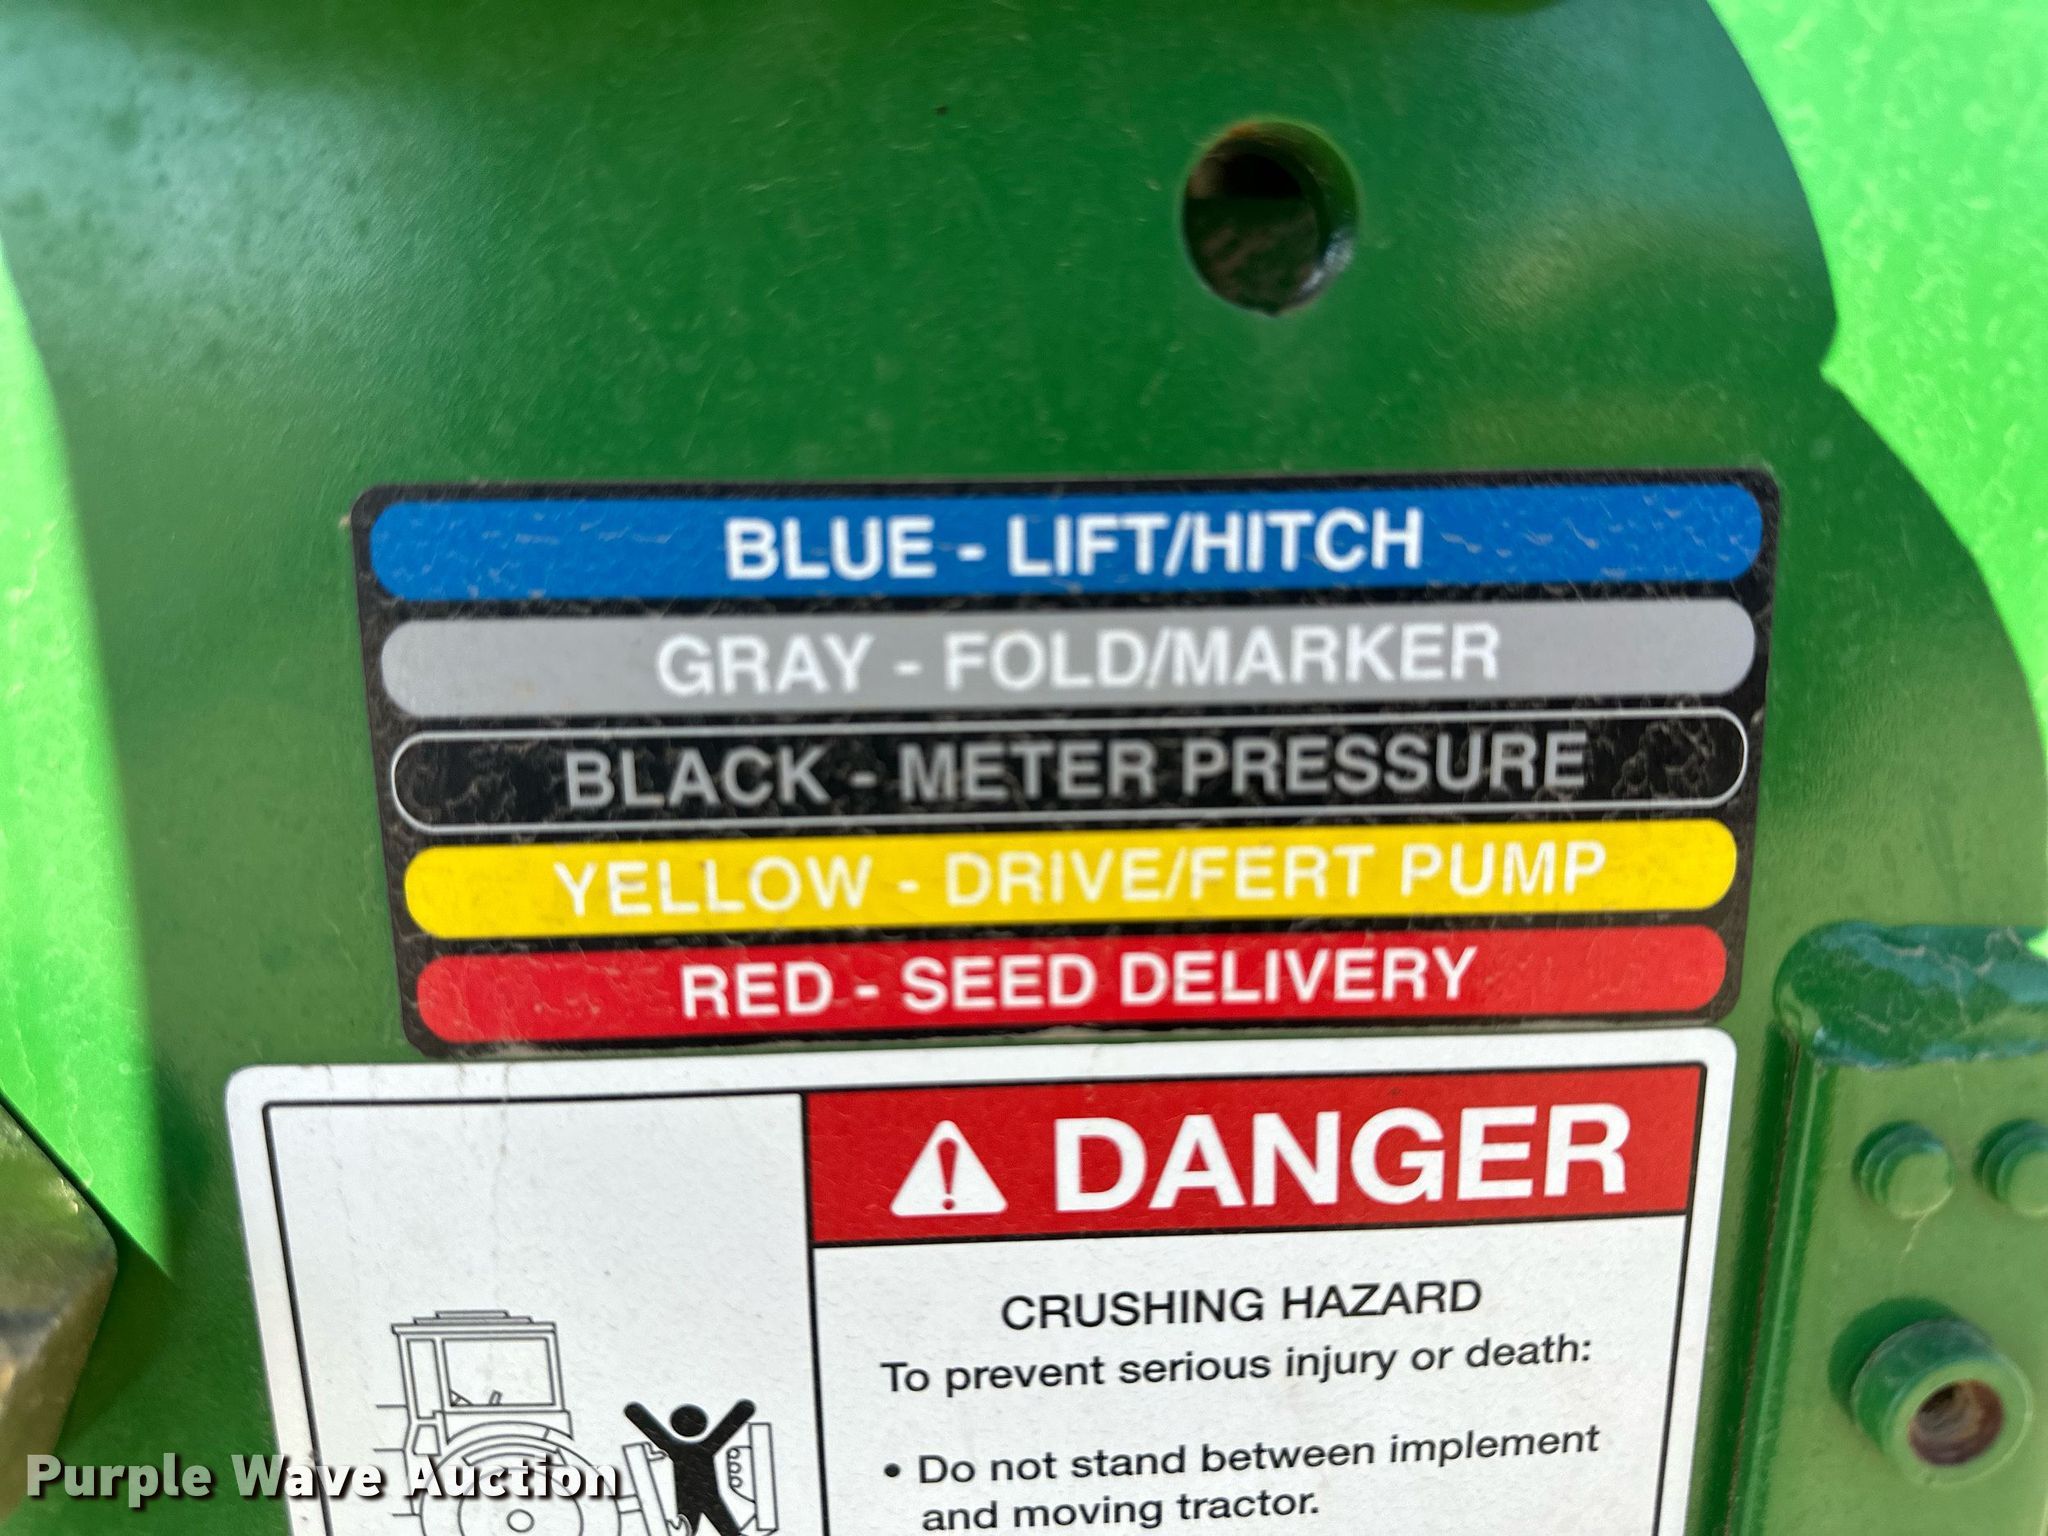 BLUE - LIFT/HITCH
GRAY - FOLD/MARKER
BLACK - METER PRESSURE
YELLOW - DRIVE/FERT PUMP
RED - SEED DELIVERY
DANGER
CRUSHING HAZARD
To prevent serious injury or death:
• Do not stand between implement
and moving tractor.
Purple Wave Auction